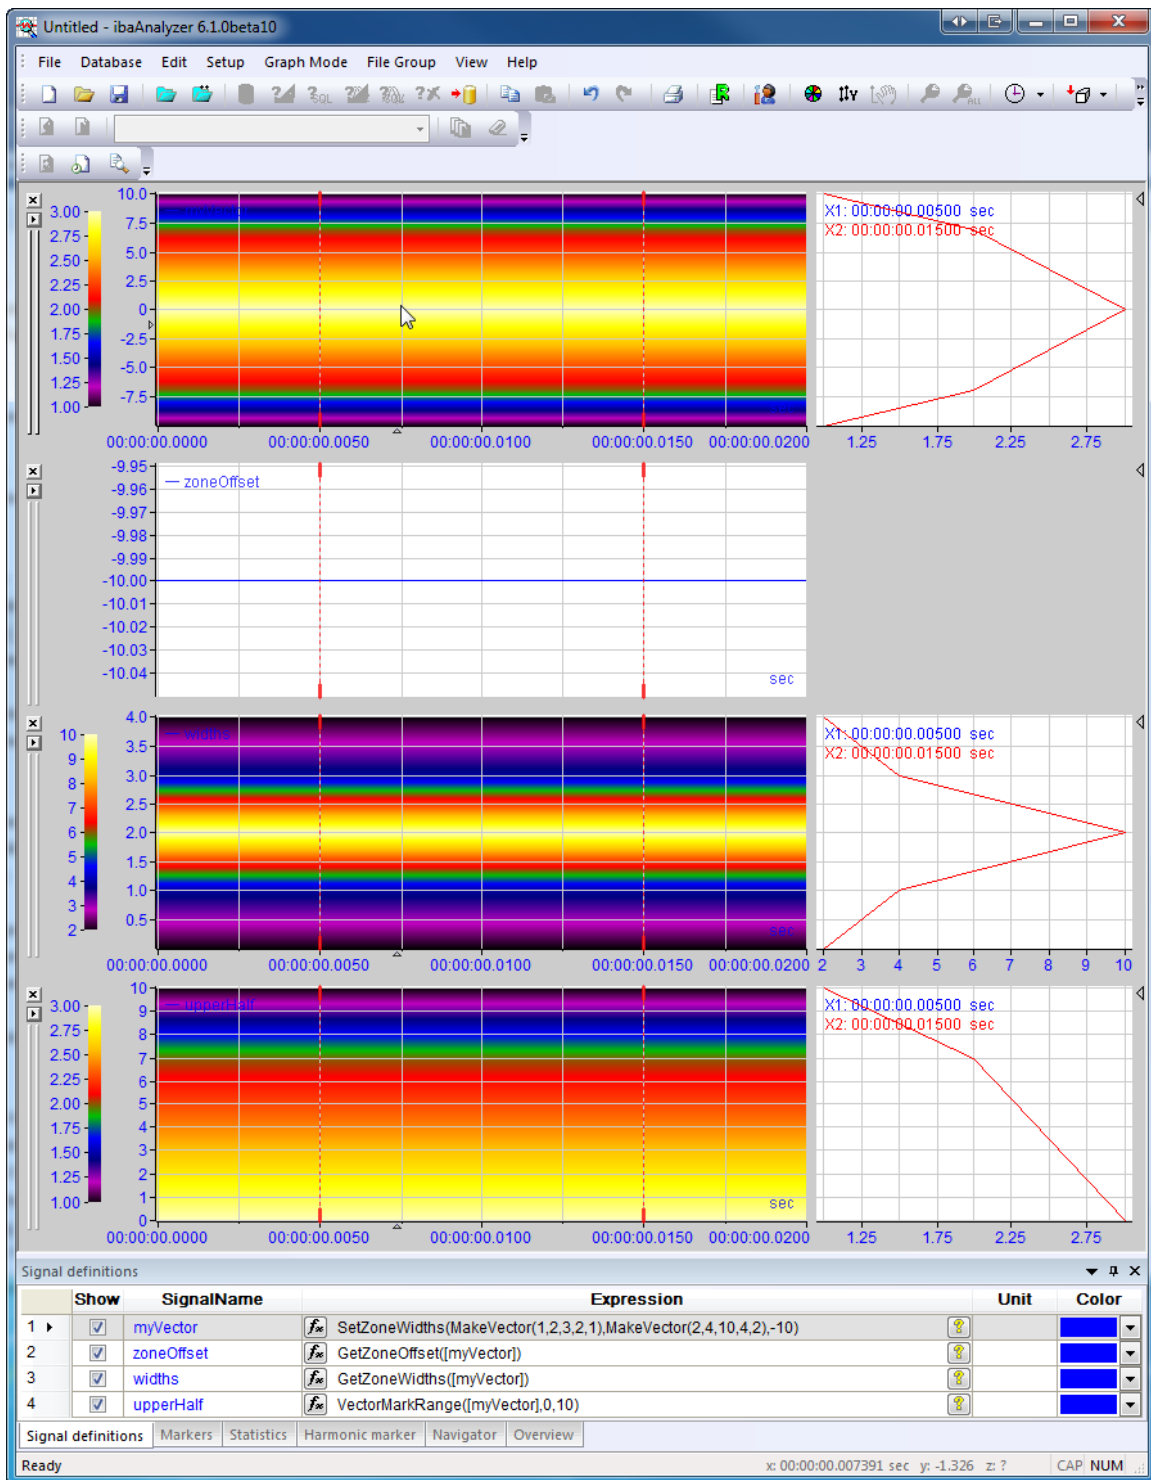 Untitled - ibaAnalyzer 6.1.0beta10
File Database Edit Setup Graph Mode File Group View Help
10.0
7.5
5.0
2.5
0
-2.5
-5.0
-7.5
3.00
2.75
2.50
2.25
2.00
1.75
1.50
1.25
1.00
00:00:00.0000 00:00:00.0050 00:00:00.0100 00:00:00.0150 00:00:00.0200
X1: 00:00:00.00500 sec
X2: 00:00:00.01500 sec
1.25 1.75 2.25 2.75
-9.95
-9.96
-9.97
-9.98
-9.99
-10.00
-10.01
-10.02
-10.03
-10.04
zoneOffset
sec
4.0
3.5
3.0
2.5
2.0
1.5
1.0
0.5
10
9
8
7
6
5
4
3
2
widths
sec
00:00:00.0000 00:00:00.0050 00:00:00.0100 00:00:00.0150 00:00:00.0200
X1: 00:00:00.00500 sec
X2: 00:00:00.01500 sec
2 3 4 5 6 7 8 9 10
10
9
8
7
6
5
4
3
2
1
0
3.00
2.75
2.50
2.25
2.00
1.75
1.50
1.25
1.00
upperHalf
sec
00:00:00.0000 00:00:00.0050 00:00:00.0100 00:00:00.0150 00:00:00.0200
X1: 00:00:00.00500 sec
X2: 00:00:00.01500 sec
1.25 1.75 2.25 2.75
Signal definitions
Show SignalName Expression Unit Color
1 myVector fx SetZoneWidths(MakeVector(1,2,3,2,1),MakeVector(2,4,10,4,2),-10) ?
2 zoneOffset fx GetZoneOffset([myVector]) ?
3 widths fx GetZoneWidths([myVector]) ?
4 upperHalf fx VectorMarkRange([myVector],0,10) ?
Signal definitions Markers Statistics Harmonic marker Navigator Overview
Ready x: 00:00:00.007391 sec y: -1.326 z: ? CAP NUM